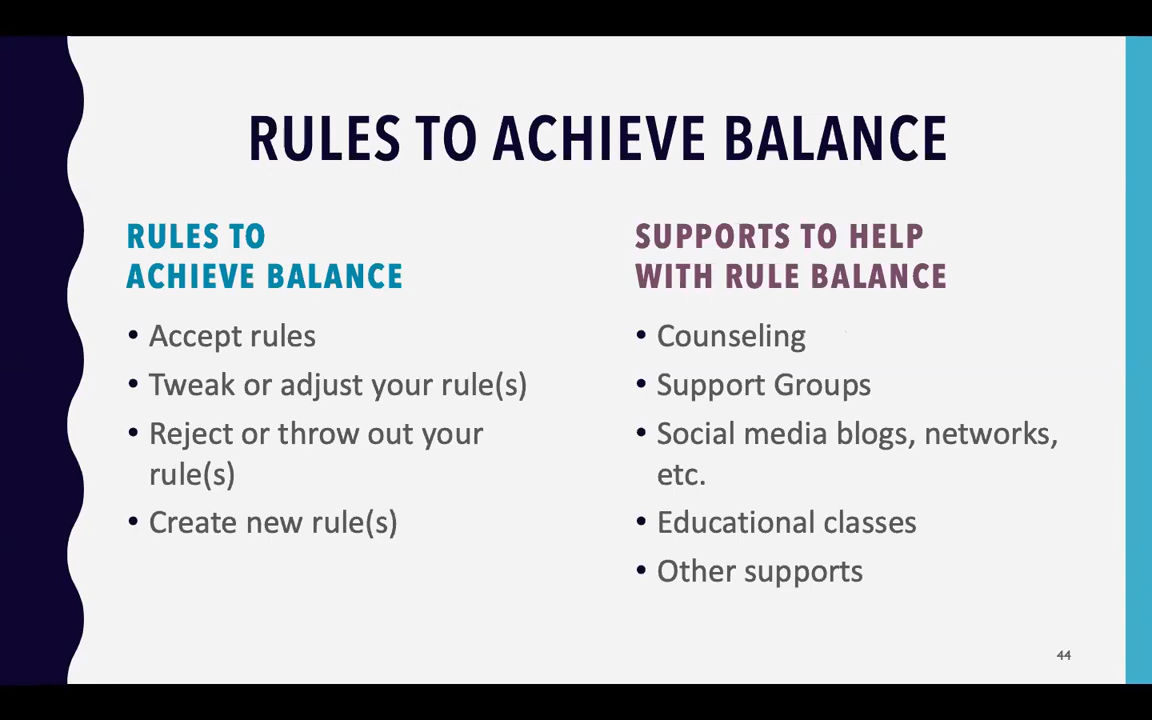 RULES TO ACHIEVE BALANCE
RULES TO
ACHIEVE BALANCE
• Accept rules
• Tweak or adjust your rule(s)
• Reject or throw out your
rule(s)
• Create new rule(s)
SUPPORTS TO HELP
WITH RULE BALANCE
• Counseling
• Support Groups
• Social media blogs, networks,
etc.
• Educational classes
• Other supports
44